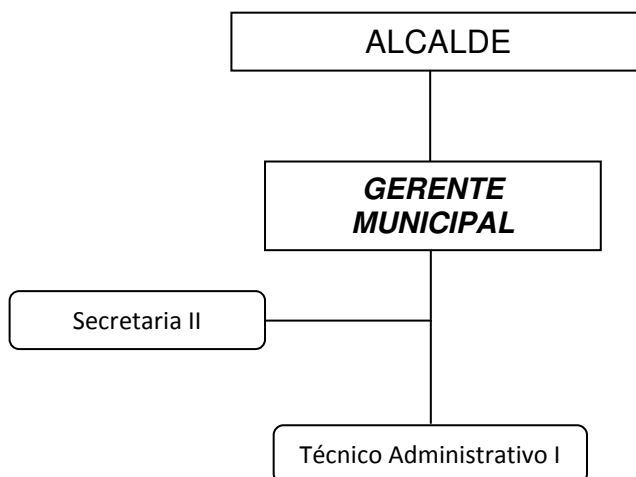 ALCALDE
GERENTE
MUNICIPAL
Secretaria II
Técnico Administrativo I